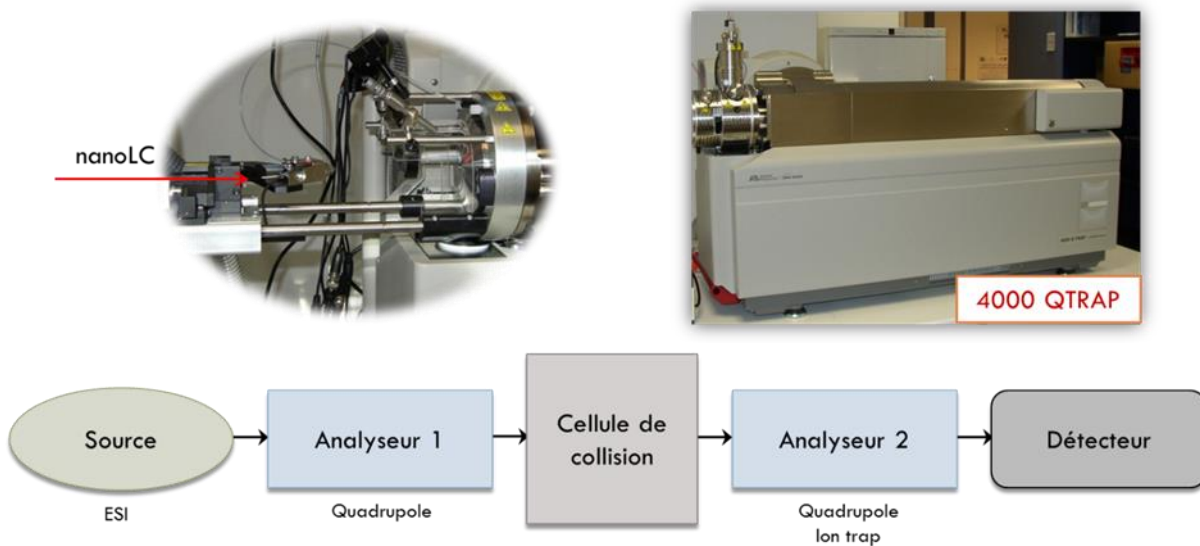 nanoLC
4000 QTRAP
Source
Analyseur 1
Cellule de
collision
Analyseur 2
Détecteur
ESI
Quadrupole
Quadrupole
Ion trap